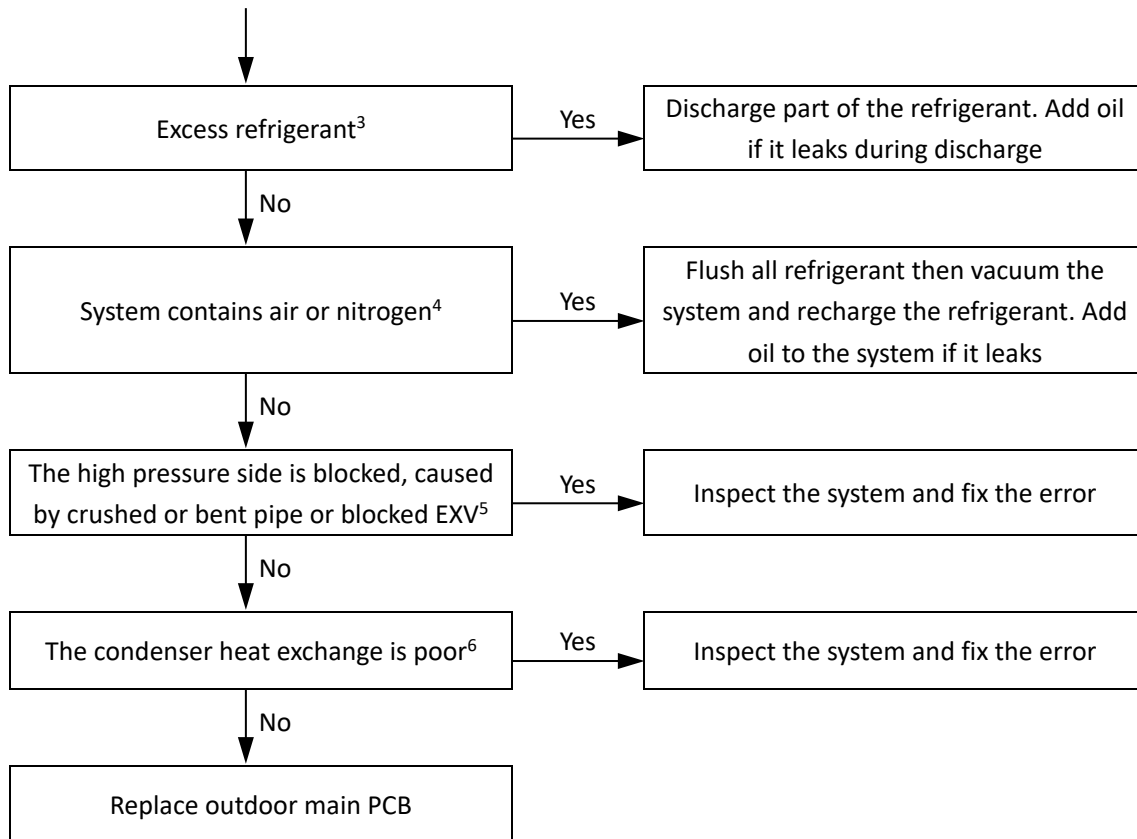 Excess refrigerant³
Yes
Discharge part of the refrigerant. Add oil
if it leaks during discharge
No
System contains air or nitrogen⁴
Yes
Flush all refrigerant then vacuum the
system and recharge the refrigerant. Add
oil to the system if it leaks
No
The high pressure side is blocked, caused
by crushed or bent pipe or blocked EXV⁵
Yes
Inspect the system and fix the error
No
The condenser heat exchange is poor⁶
Yes
Inspect the system and fix the error
No
Replace outdoor main PCB